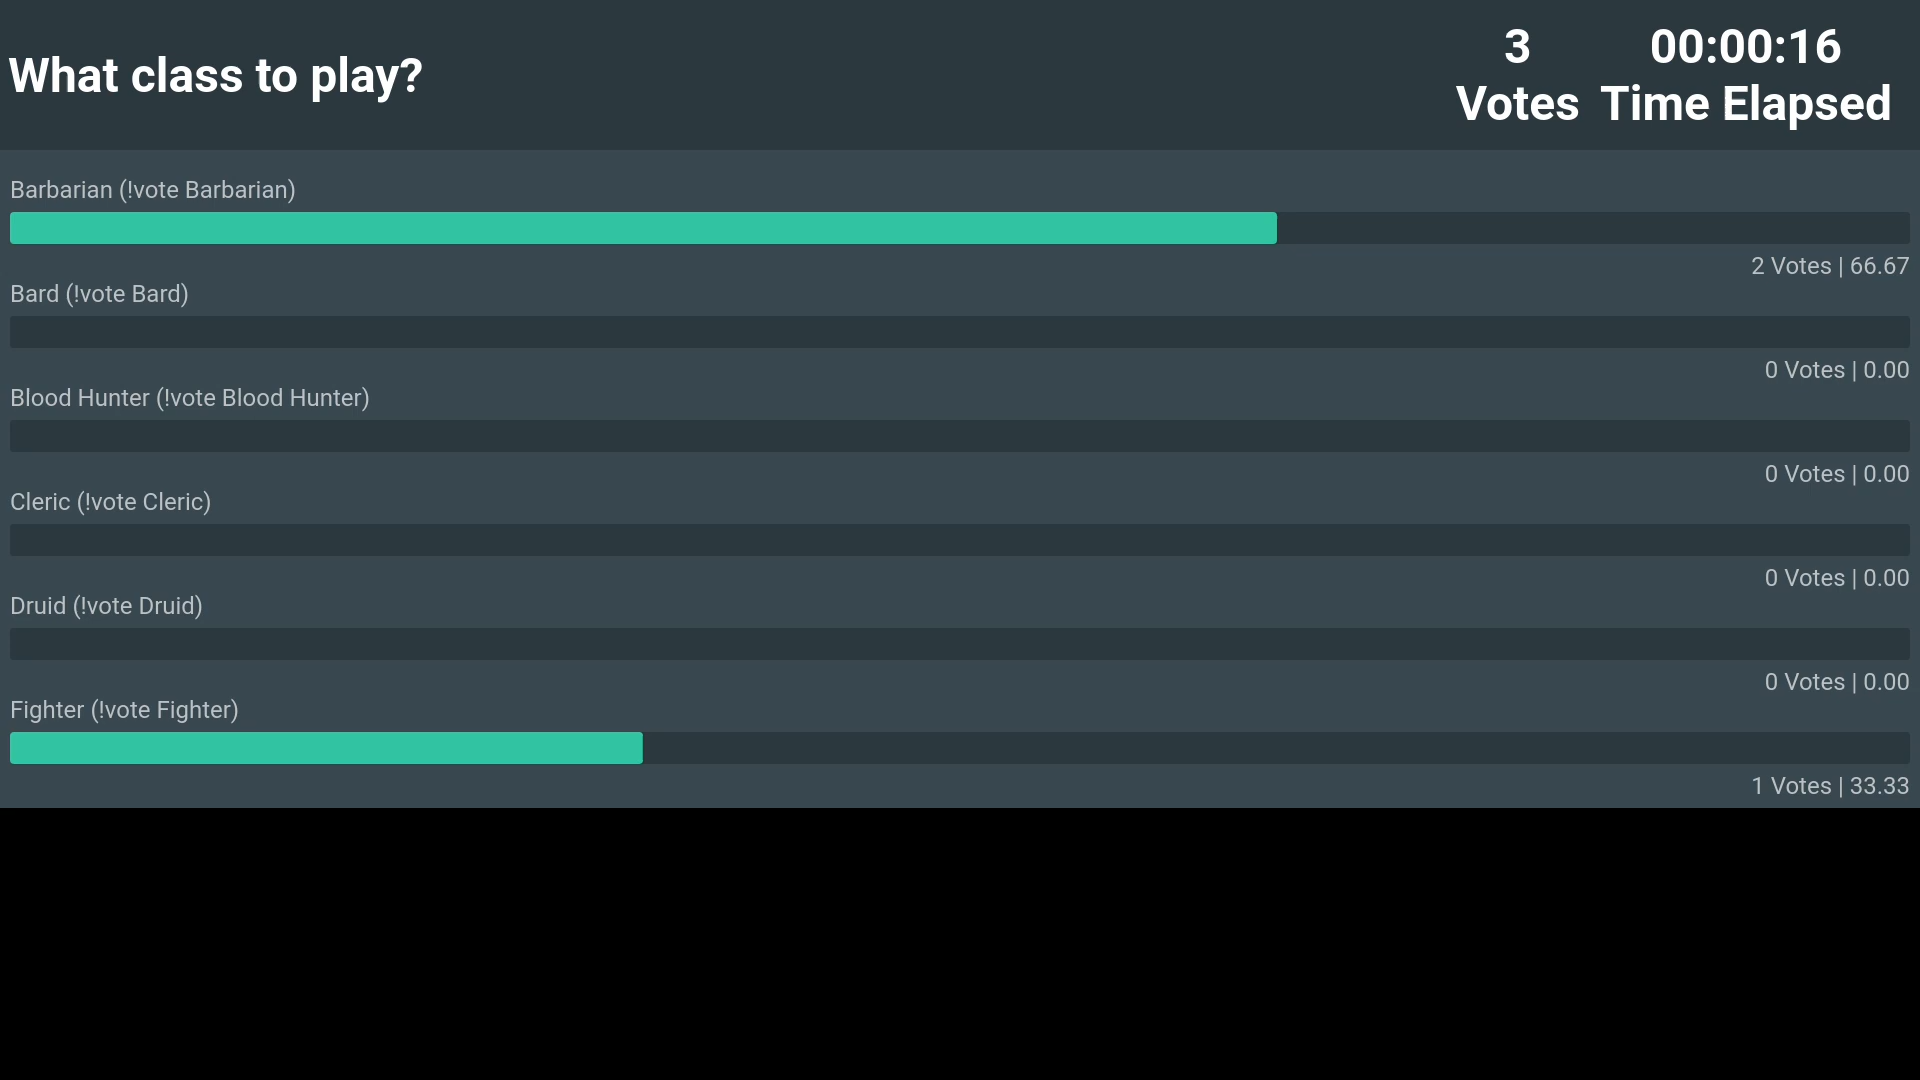 What class to play?
3
Votes
00:00:16
Time Elapsed
Barbarian (!vote Barbarian)
2 Votes | 66.67
Bard (!vote Bard)
0 Votes | 0.00
Blood Hunter (!vote Blood Hunter)
0 Votes | 0.00
Cleric (!vote Cleric)
0 Votes | 0.00
Druid (!vote Druid)
0 Votes | 0.00
Fighter (!vote Fighter)
1 Votes | 33.33